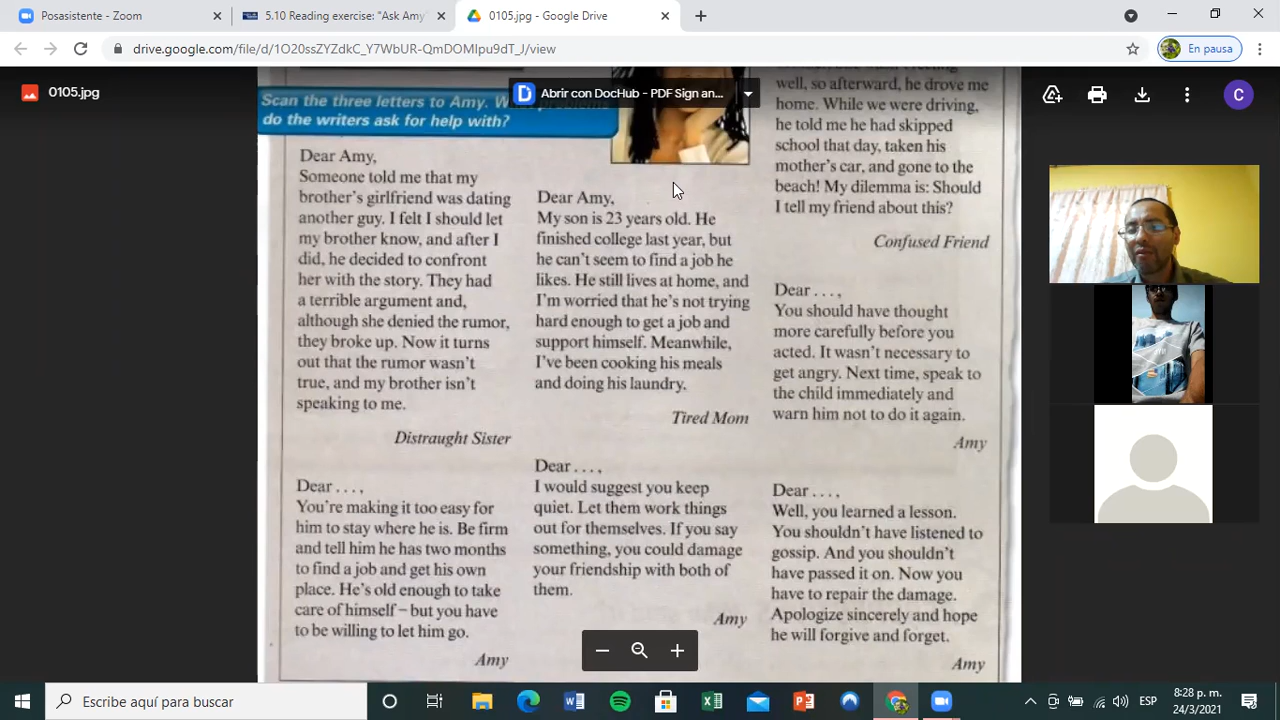 Posasistente - Zoom
5.10 Reading exercise: "Ask Amy"
0105.jpg - Google Drive
drive.google.com/file/d/1O20ssZYZdkC_Y7WbUR-QmDOMIpu9dT_J/view
En pausa
0105.jpg
Abrir con DocHub - PDF Sign an...
C
Scan the three letters to Amy. W
do the writers ask for help with?
Dear Amy,
Someone told me that my
brother's girlfriend was dating
another guy. I felt I should let
my brother know, and after I
did, he decided to confront
her with the story. They had
a terrible argument and,
although she denied the rumor,
they broke up. Now it turns
out that the rumor wasn't
true, and my brother isn't
speaking to me.
Distraught Sister
Dear Amy,
My son is 23 years old. He
finished college last year, but
he can't seem to find a job he
likes. He still lives at home, and
I'm worried that he's not trying
hard enough to get a job and
support himself. Meanwhile,
I've been cooking his meals
and doing his laundry.
Tired Mom
well, so afterward, he drove me
home. While we were driving,
he told me he had skipped
school that day, taken his
mother's car, and gone to the
beach! My dilemma is: Should
I tell my friend about this?
Confused Friend
Dear . . . ,
You should have thought
more carefully before you
acted. It wasn't necessary to
get angry. Next time, speak to
the child immediately and
warn him not to do it again.
Amy
Dear . . . ,
You're making it too easy for
him to stay where he is. Be firm
and tell him he has two months
to find a job and get his own
place. He's old enough to take
care of himself – but you have
to be willing to let him go.
Amy
Dear . . . ,
I would suggest you keep
quiet. Let them work things
out for themselves. If you say
something, you could damage
your friendship with both of
them.
Amy
Dear . . . ,
Well, you learned a lesson.
You shouldn't have listened to
gossip. And you shouldn't
have passed it on. Now you
have to repair the damage.
Apologize sincerely and hope
he will forgive and forget.
Amy
Escribe aquí para buscar
ESP
8:28 p. m.
24/3/2021